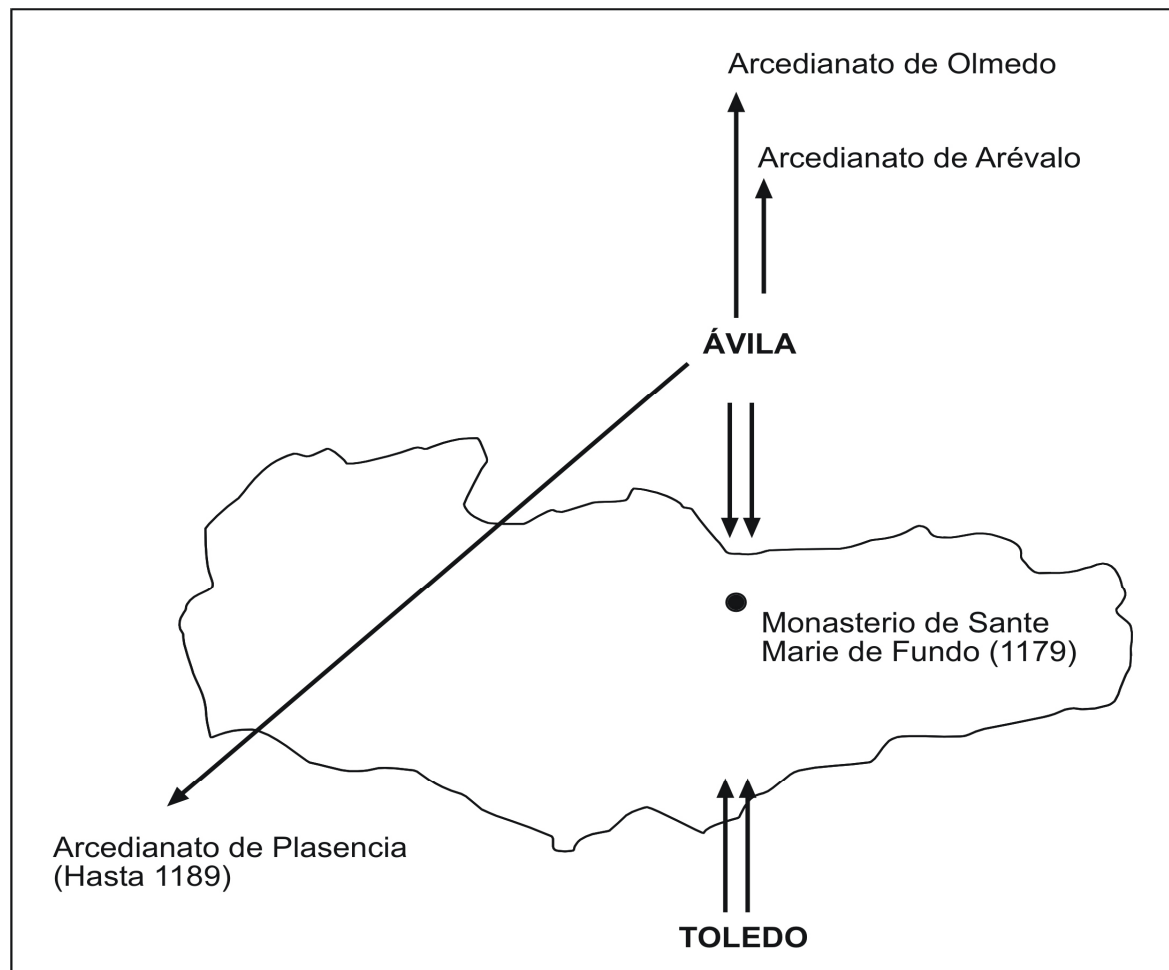 Arcedianato de Olmedo
Arcedianato de Arévalo
ÁVILA
Monasterio de Sante
Marie de Fundo (1179)
Arcedianato de Plasencia
(Hasta 1189)
TOLEDO